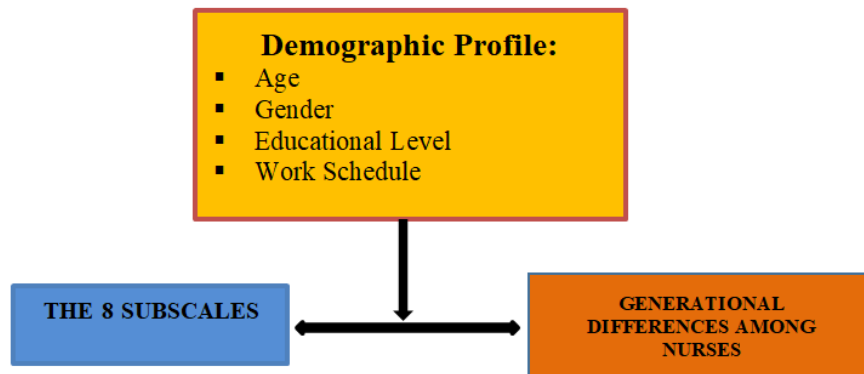 Demographic Profile:
▪ Age
▪ Gender
▪ Educational Level
▪ Work Schedule
THE 8 SUBSCALES
GENERATIONAL
DIFFERENCES AMONG
NURSES